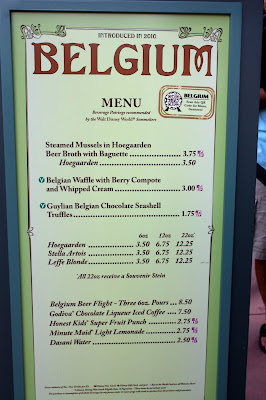 INTRODUCED IN 2010
BELGIUM
MENU
Beverage Pairings recommended
by the Walt Disney World® Sommeliers
BELGIUM
Steamed Mussels in Hoegaarden
Beer Broth with Baguette 3.75
Hoegaarden 3.50
Belgian Waffle with Berry Compote
and Whipped Cream 3.00
Guylian Belgian Chocolate Seashell
Truffles 1.75
6oz 12oz 22oz*
Hoegaarden 3.50 6.75 12.25
Stella Artois 3.50 6.75 12.25
Leffe Blonde 3.50 6.75 12.25
*All 22oz receive a Souvenir Stein
Belgium Beer Flight - Three 6oz. Pours 8.50
Godiva® Chocolate Liqueur Iced Coffee 7.50
Honest Kids® Super Fruit Punch 2.75
Minute Maid® Light Lemonade 2.75
Dasani Water 2.50